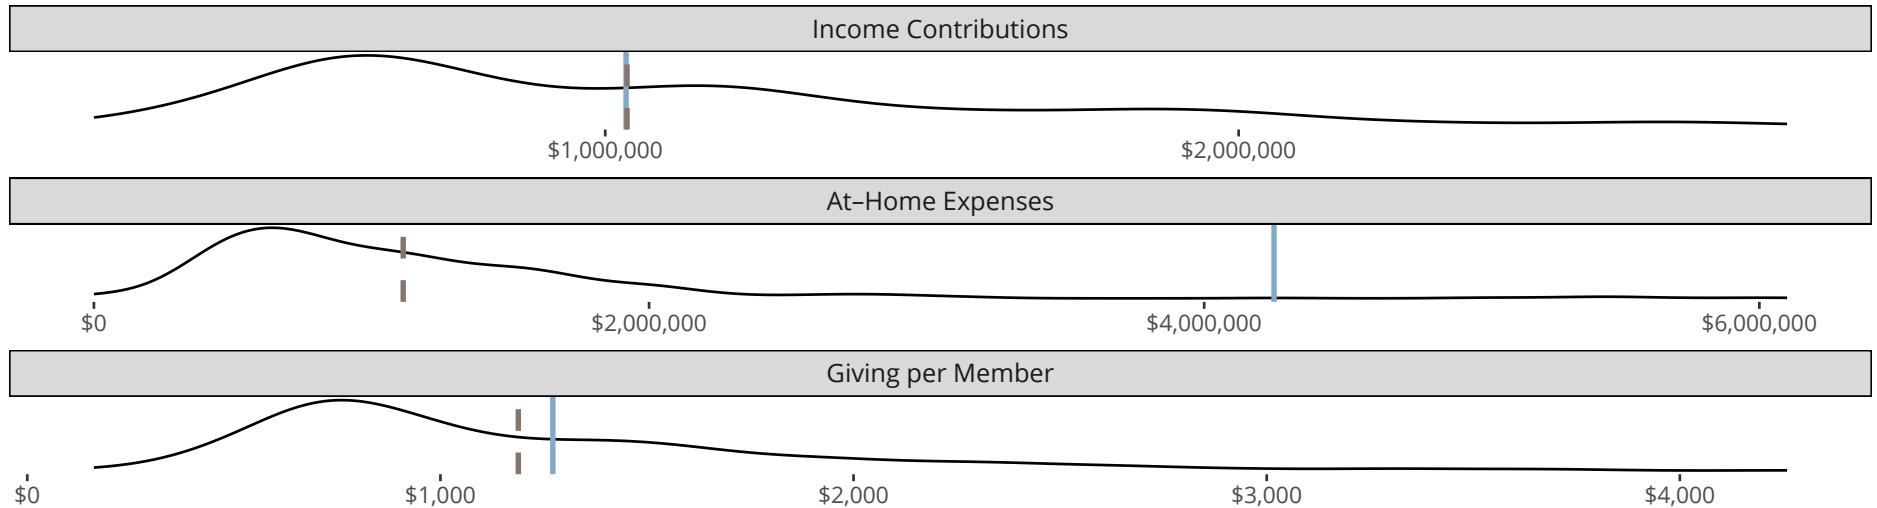 Income Contributions
$1,000,000 $2,000,000
At–Home Expenses
$0 $2,000,000 $4,000,000 $6,000,000
Giving per Member
$0 $1,000 $2,000 $3,000 $4,000